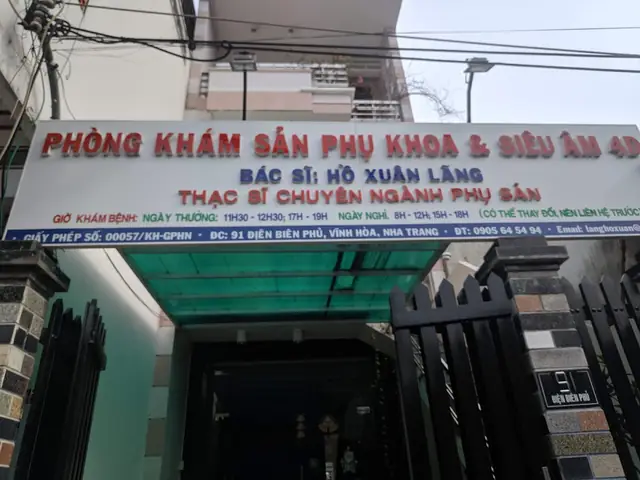 PHÒNG KHÁM SẢN PHỤ KHOA & SIÊU ÂM 4D
BÁC SĨ: HỒ XUÂN LÃNG
THẠC SĨ CHUYÊN NGÀNH PHỤ SẢN
GIỜ KHÁM BỆNH: NGÀY THƯỜNG: 11H30 - 12H30; 17H - 19H NGÀY NGHỈ. 8H - 12H; 15H - 18H (CÓ THỂ THAY ĐỔI, NÊN LIÊN HỆ TRƯỚC
GIẤY PHÉP SỐ: 00057/KH-GPHN • ĐC: 91 ĐIỆN BIÊN PHỦ, VĨNH HÒA, NHA TRANG • ĐT: 0905 64 54 94 • Email: langhoxuan@
ĐIỆN BIÊN PHỦ